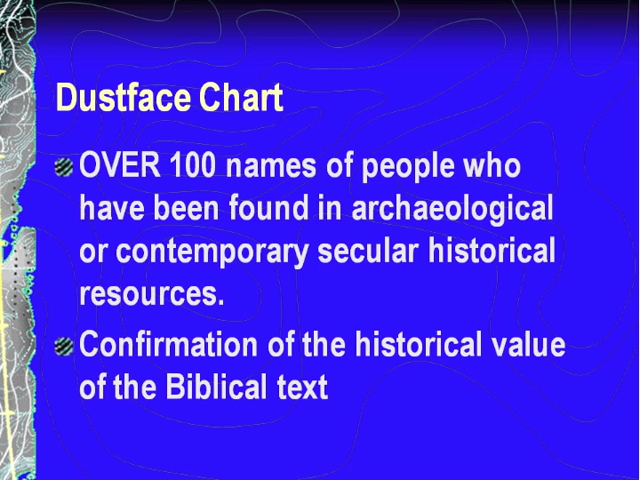 Dustface Chart
OVER 100 names of people who
have been found in archaeological
or contemporary secular historical
resources.
Confirmation of the historical value
of the Biblical text